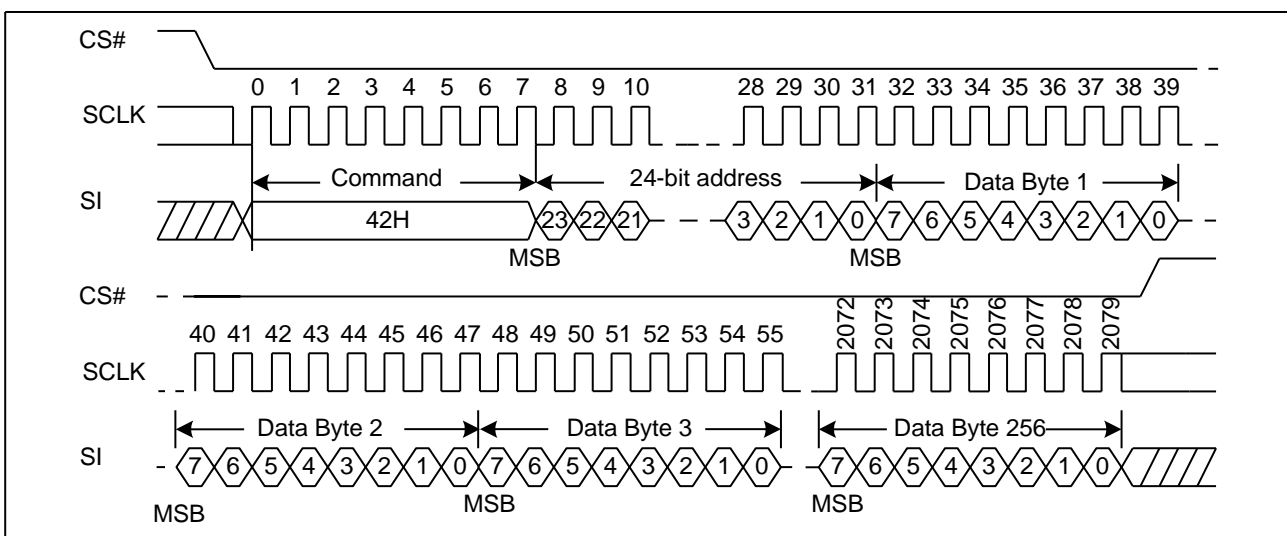 CS#
0 1 2 3 4 5 6 7 8 9 10 28 29 30 31 32 33 34 35 36 37 38 39
SCLK
Command 24-bit address Data Byte 1
SI
42H 23 22 21 3 2 1 0 7 6 5 4 3 2 1 0
MSB MSB
CS#
2072 2073 2074 2075 2076 2077 2078 2079
40 41 42 43 44 45 46 47 48 49 50 51 52 53 54 55
SCLK
Data Byte 2 Data Byte 3 Data Byte 256
SI
7 6 5 4 3 2 1 0 7 6 5 4 3 2 1 0 7 6 5 4 3 2 1 0
MSB MSB MSB